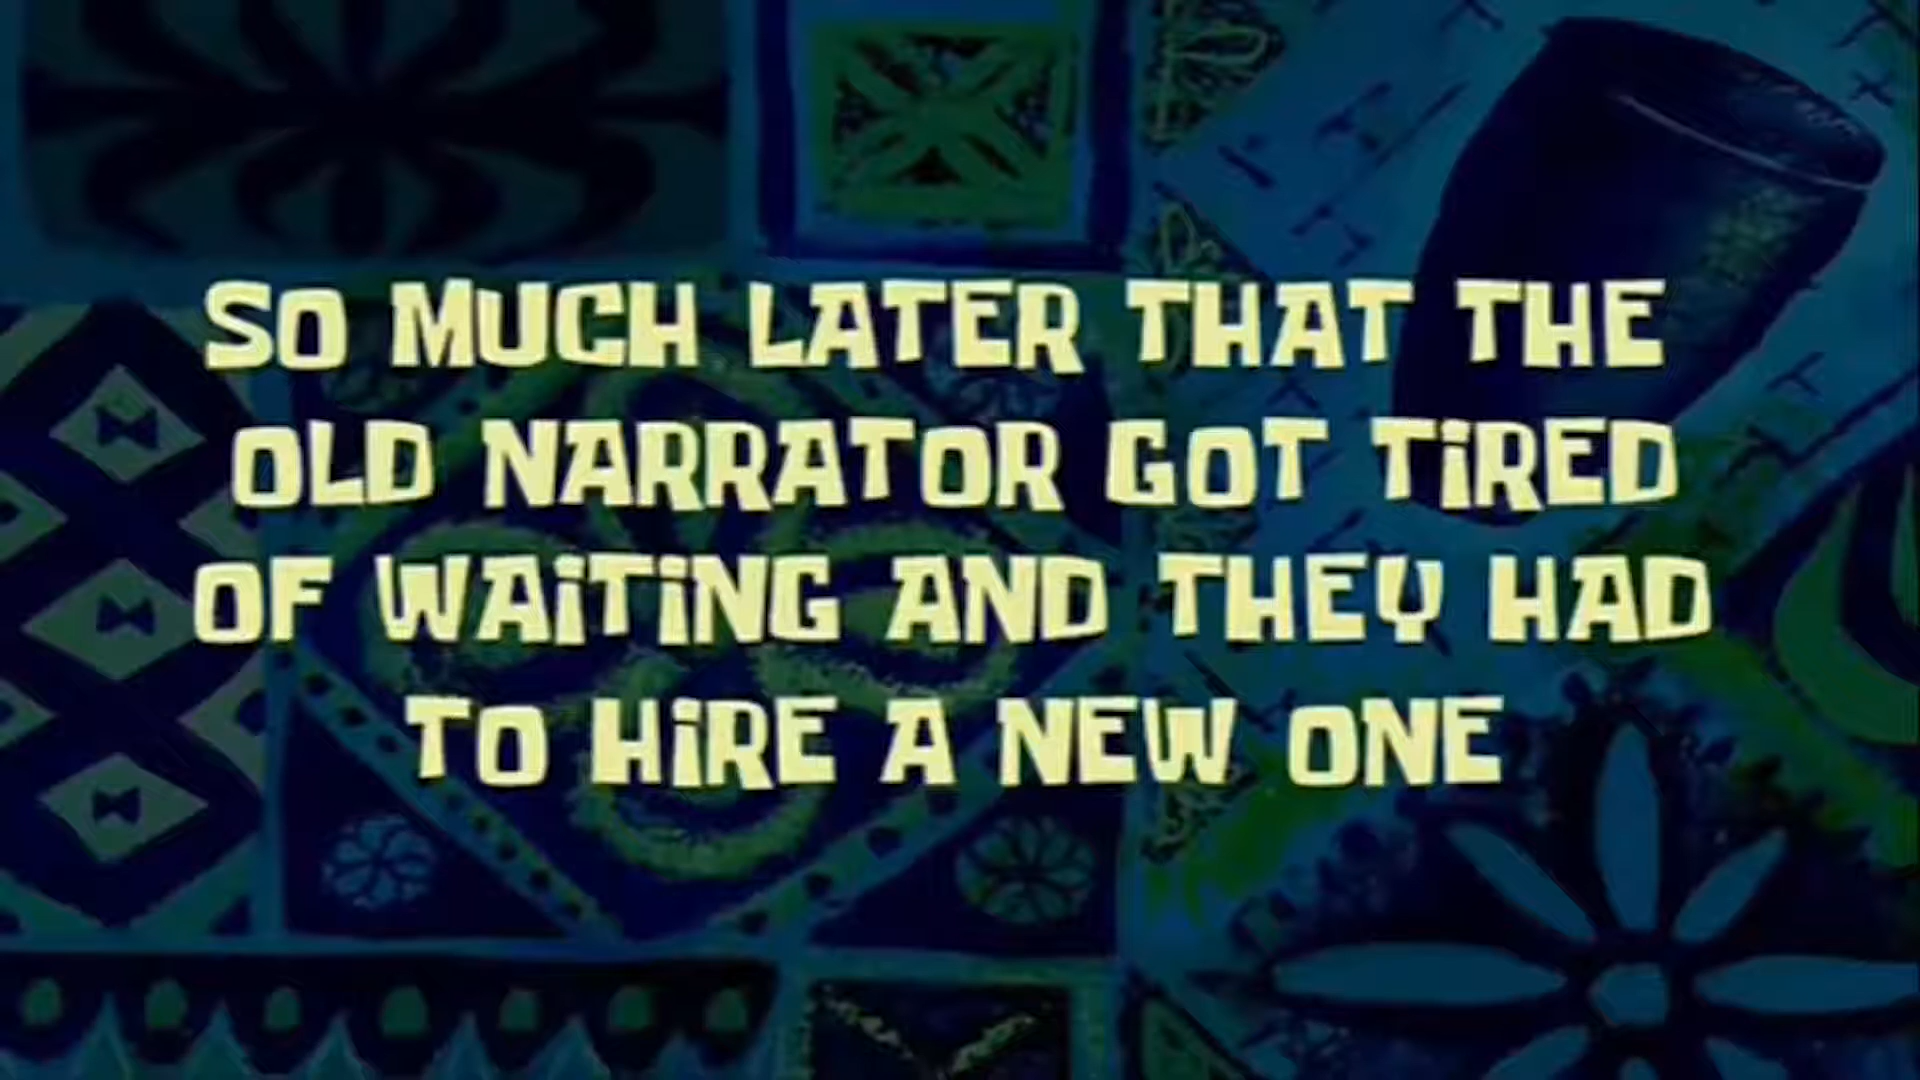 SO MUCH LATER THAT THE
OLD NARRATOR GOT TiRED
OF WAiTiNG AND THEY HAD
TO HiRE A NEW ONE